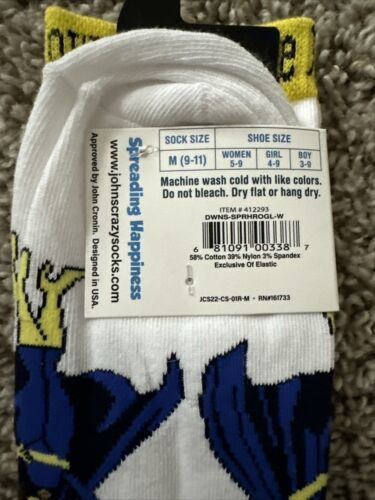 SOCK SIZE
SHOE SIZE
M (9-11)
WOMEN
5-9
GIRL
4-9
BOY
3-9
Machine wash cold with like colors.
Do not bleach. Dry flat or hang dry.
ITEM # 412293
DWNS-SPRHROGL-W
6 81091 00338 7
58% Cotton 39% Nylon 3% Spandex
Exclusive Of Elastic
JCS22-CS-01R-M • RN#161733
Spreading Happiness
www.johnscrazysocks.com
Approved by John Cronin.
Designed in USA.